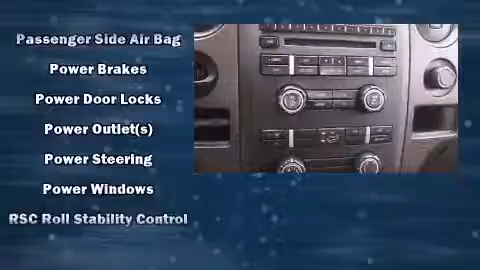 Passenger Side Air Bag
Power Brakes
Power Door Locks
Power Outlet(s)
Power Steering
Power Windows
RSC Roll Stability Control